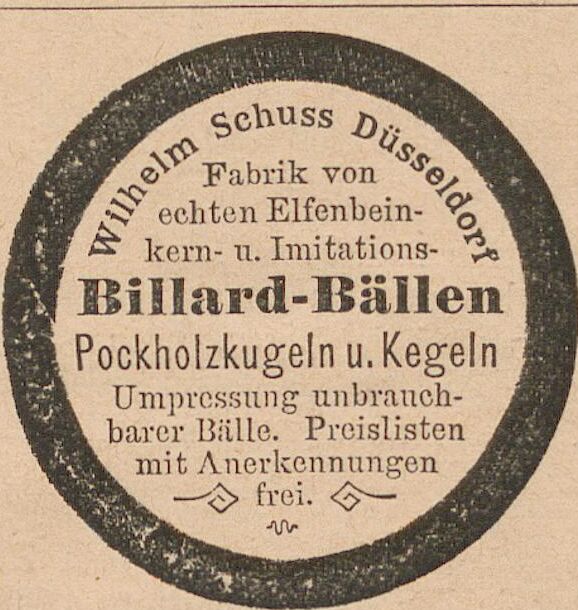 Wilhelm Schuss Düsseldorf
Fabrik von
echten Elfenbein-
kern- u. Imitations-
Billard-Bällen
Pockholzkugeln u. Kegeln
Umpressung unbrauch-
barer Bälle. Preislisten
mit Anerkennungen
frei.